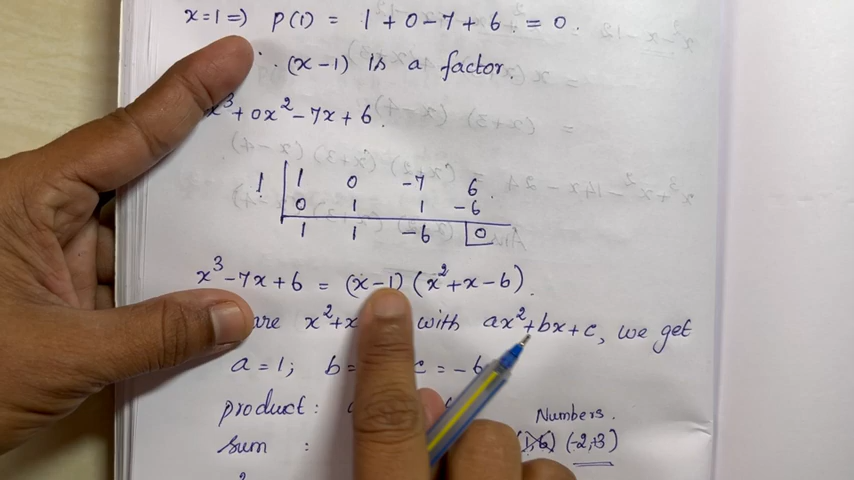 x=1 ⇒ p(1) = 1+0-7+6 = 0.
∴ (x-1) is a factor.
x³+0x²-7x+6.
1 | 1 0 -7 6
0 1 1 -6
1 1 -6 0
x³-7x+6 = (x-1) (x²+x-6).
x²+x with ax²+bx+c, we get
a=1; b= c=-6
product: Numbers.
sum : (1,6) (-2,3)